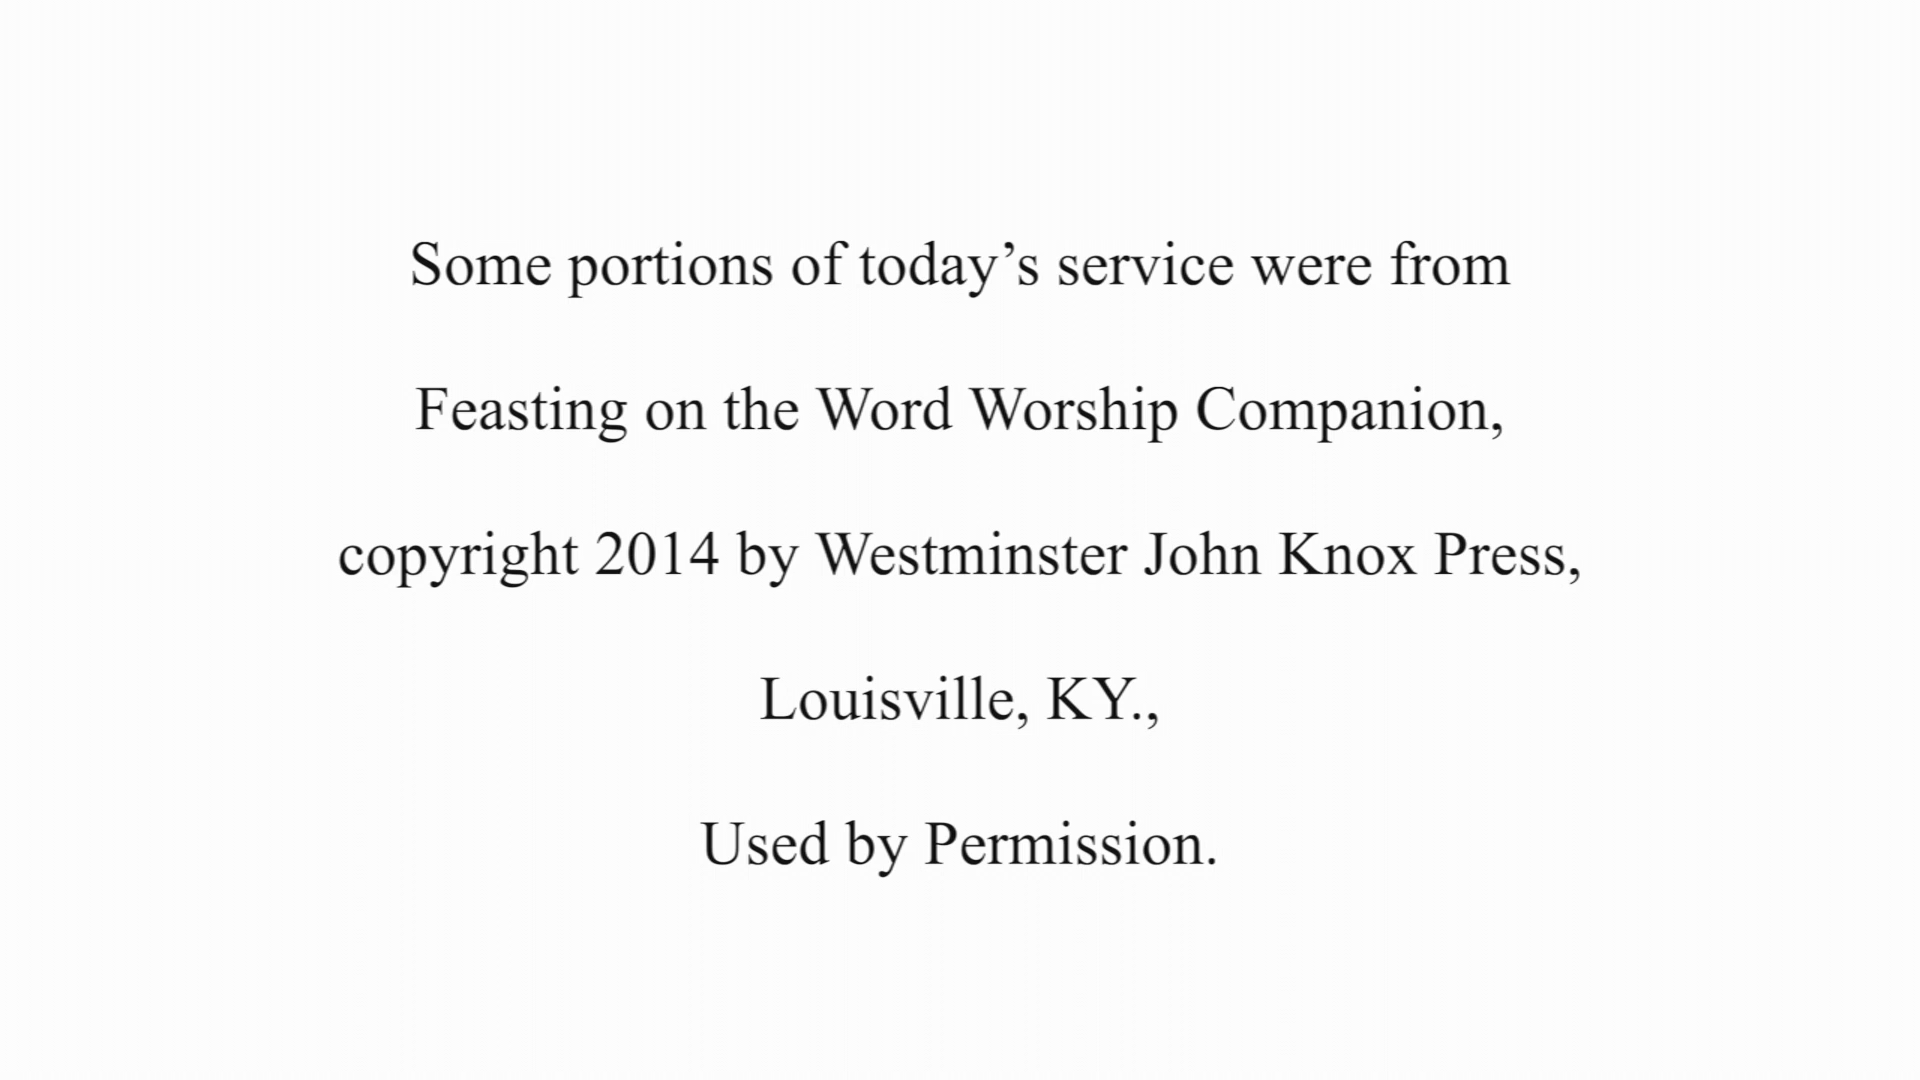 Some portions of today’s service were from
Feasting on the Word Worship Companion,
copyright 2014 by Westminster John Knox Press,
Louisville, KY.,
Used by Permission.